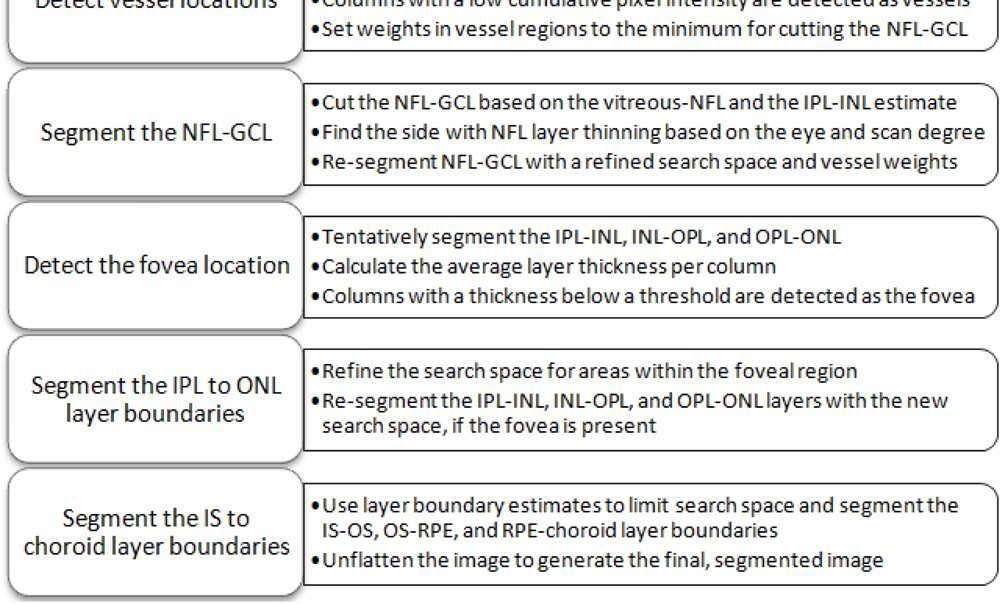 Detect vessel locations
•Columns with a low cumulative pixel intensity are detected as vessels
•Set weights in vessel regions to the minimum for cutting the NFL-GCL
Segment the NFL-GCL
•Cut the NFL-GCL based on the vitreous-NFL and the IPL-INL estimate
•Find the side with NFL layer thinning based on the eye and scan degree
•Re-segment NFL-GCL with a refined search space and vessel weights
Detect the fovea location
•Tentatively segment the IPL-INL, INL-OPL, and OPL-ONL
•Calculate the average layer thickness per column
•Columns with a thickness below a threshold are detected as the fovea
Segment the IPL to ONL
layer boundaries
•Refine the search space for areas within the foveal region
•Re-segment the IPL-INL, INL-OPL, and OPL-ONL layers with the new
search space, if the fovea is present
Segment the IS to
choroid layer boundaries
•Use layer boundary estimates to limit search space and segment the
IS-OS, OS-RPE, and RPE-choroid layer boundaries
•Unflatten the image to generate the final, segmented image